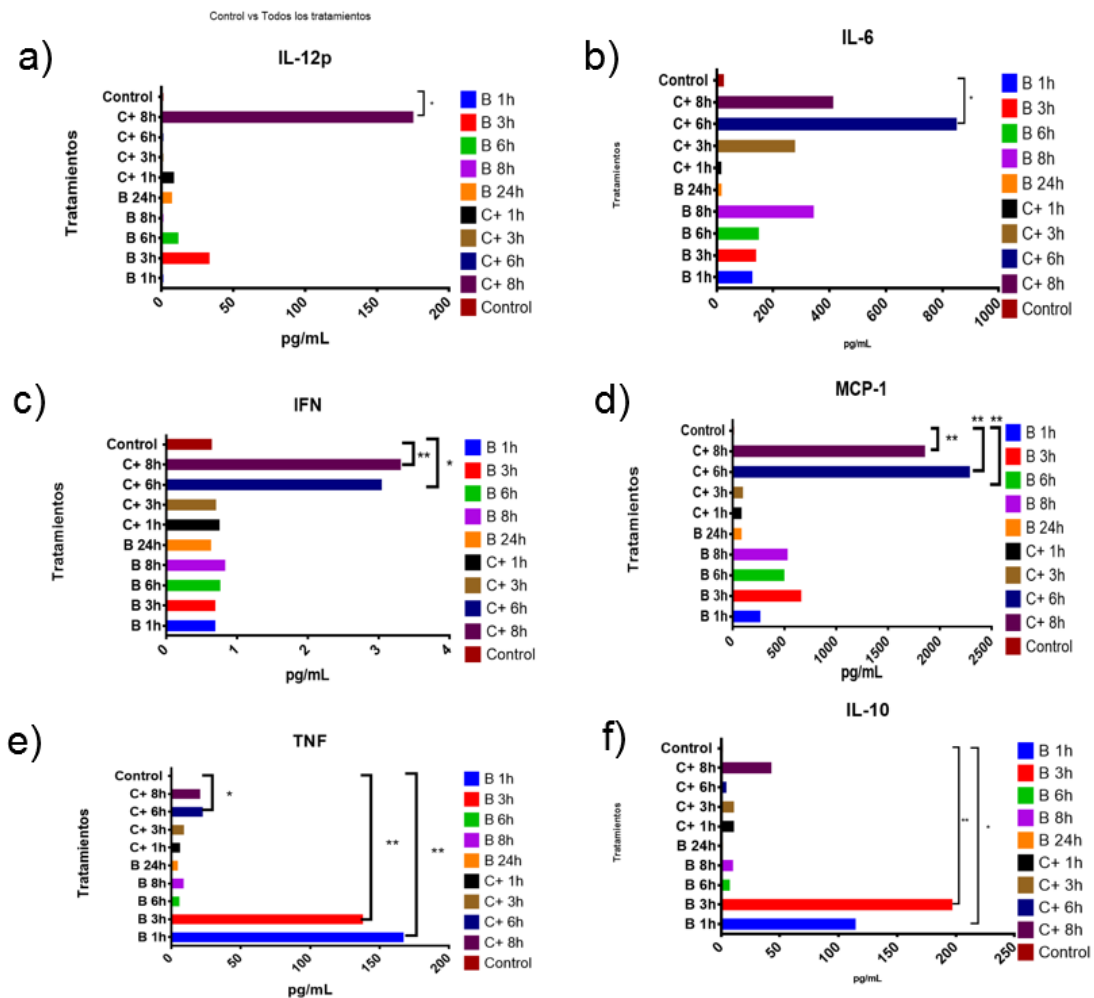 Control vs Todos los tratamientos
a)
IL-12p
Tratamientos
Control
C+ 8h
C+ 6h
C+ 3h
C+ 1h
B 24h
B 8h
B 6h
B 3h
B 1h
0
50
100
150
200
pg/mL
*
B 1h
B 3h
B 6h
B 8h
B 24h
C+ 1h
C+ 3h
C+ 6h
C+ 8h
Control
b)
IL-6
Tratamientos
Control
C+ 8h
C+ 6h
C+ 3h
C+ 1h
B 24h
B 8h
B 6h
B 3h
B 1h
0
200
400
600
800
1000
pg/mL
*
B 1h
B 3h
B 6h
B 8h
B 24h
C+ 1h
C+ 3h
C+ 6h
C+ 8h
Control
c)
IFN
Tratamientos
Control
C+ 8h
C+ 6h
C+ 3h
C+ 1h
B 24h
B 8h
B 6h
B 3h
B 1h
0
1
2
3
4
pg/mL
**
*
B 1h
B 3h
B 6h
B 8h
B 24h
C+ 1h
C+ 3h
C+ 6h
C+ 8h
Control
d)
MCP-1
Tratamientos
Control
C+ 8h
C+ 6h
C+ 3h
C+ 1h
B 24h
B 8h
B 6h
B 3h
B 1h
0
500
1000
1500
2000
2500
pg/mL
**
**
**
B 1h
B 3h
B 6h
B 8h
B 24h
C+ 1h
C+ 3h
C+ 6h
C+ 8h
Control
e)
TNF
Tratamientos
Control
C+ 8h
C+ 6h
C+ 3h
C+ 1h
B 24h
B 8h
B 6h
B 3h
B 1h
0
50
100
150
200
pg/mL
*
**
**
B 1h
B 3h
B 6h
B 8h
B 24h
C+ 1h
C+ 3h
C+ 6h
C+ 8h
Control
f)
IL-10
Tratamientos
Control
C+ 8h
C+ 6h
C+ 3h
C+ 1h
B 24h
B 8h
B 6h
B 3h
B 1h
0
50
100
150
200
250
pg/mL
**
*
B 1h
B 3h
B 6h
B 8h
B 24h
C+ 1h
C+ 3h
C+ 6h
C+ 8h
Control